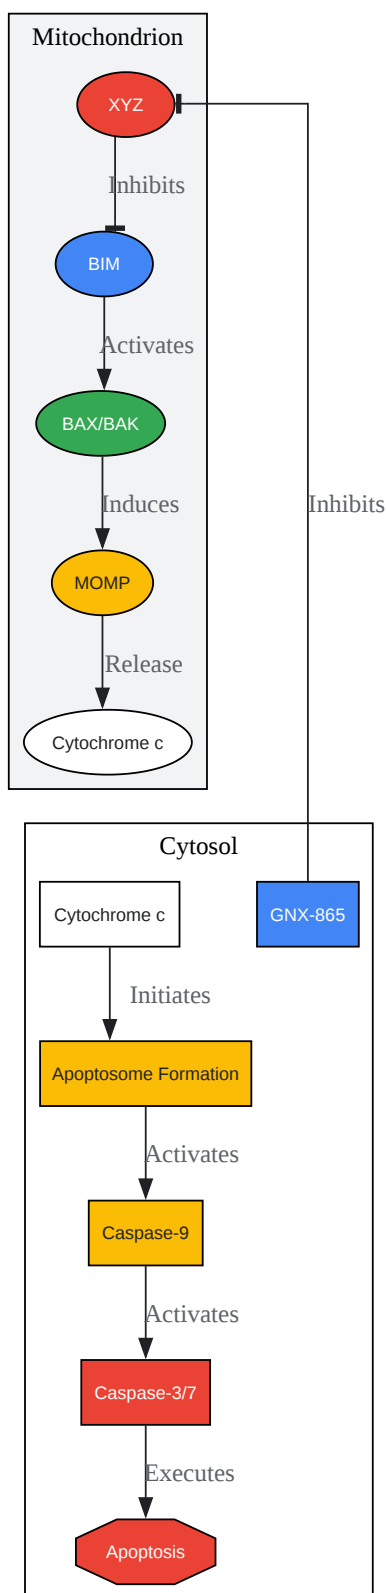 Mitochondrion
XYZ
Inhibits
BIM
Activates
BAX/BAK
Induces
Inhibits
MOMP
Release
Cytochrome c
Cytosol
Cytochrome c
GNX-865
Initiates
Apoptosome Formation
Activates
Caspase-9
Activates
Caspase-3/7
Executes
Apoptosis